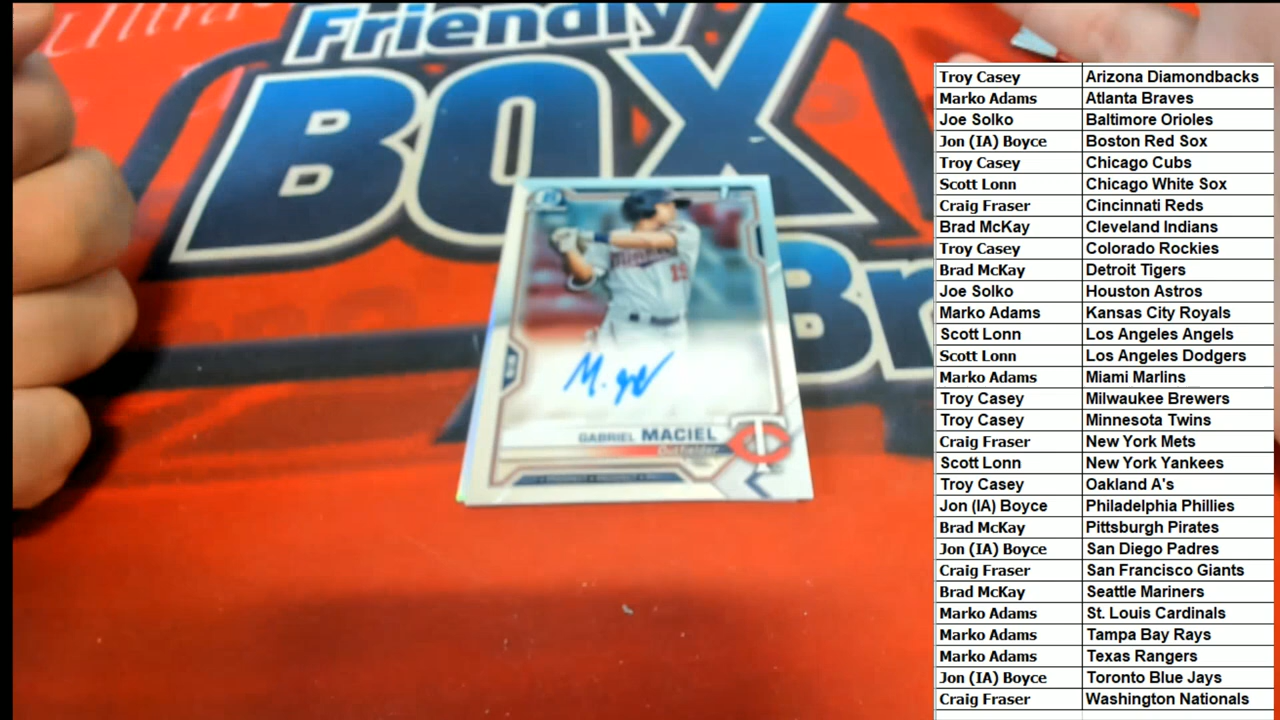 Ultra
Friendly
BOX
Br
GABRIEL MACIEL
Outfielder
19
Troy Casey Arizona Diamondbacks
Marko Adams Atlanta Braves
Joe Solko Baltimore Orioles
Jon (IA) Boyce Boston Red Sox
Troy Casey Chicago Cubs
Scott Lonn Chicago White Sox
Craig Fraser Cincinnati Reds
Brad McKay Cleveland Indians
Troy Casey Colorado Rockies
Brad McKay Detroit Tigers
Joe Solko Houston Astros
Marko Adams Kansas City Royals
Scott Lonn Los Angeles Angels
Scott Lonn Los Angeles Dodgers
Marko Adams Miami Marlins
Troy Casey Milwaukee Brewers
Troy Casey Minnesota Twins
Craig Fraser New York Mets
Scott Lonn New York Yankees
Troy Casey Oakland A's
Jon (IA) Boyce Philadelphia Phillies
Brad McKay Pittsburgh Pirates
Jon (IA) Boyce San Diego Padres
Craig Fraser San Francisco Giants
Brad McKay Seattle Mariners
Marko Adams St. Louis Cardinals
Marko Adams Tampa Bay Rays
Marko Adams Texas Rangers
Jon (IA) Boyce Toronto Blue Jays
Craig Fraser Washington Nationals